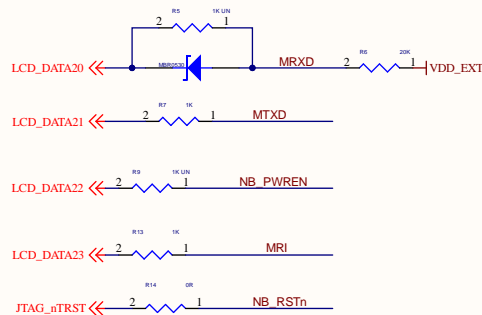 R5 1K UN
2 1
LCD_DATA20 MBR0530 MRXD R6 20K 2 1 VDD_EXT
R7 1K
LCD_DATA21 2 1 MTXD
R9 1K UN
LCD_DATA22 2 1 NB_PWREN
R13 1K
LCD_DATA23 2 1 MRI
R14 0R
JTAG_nTRST 2 1 NB_RSTn